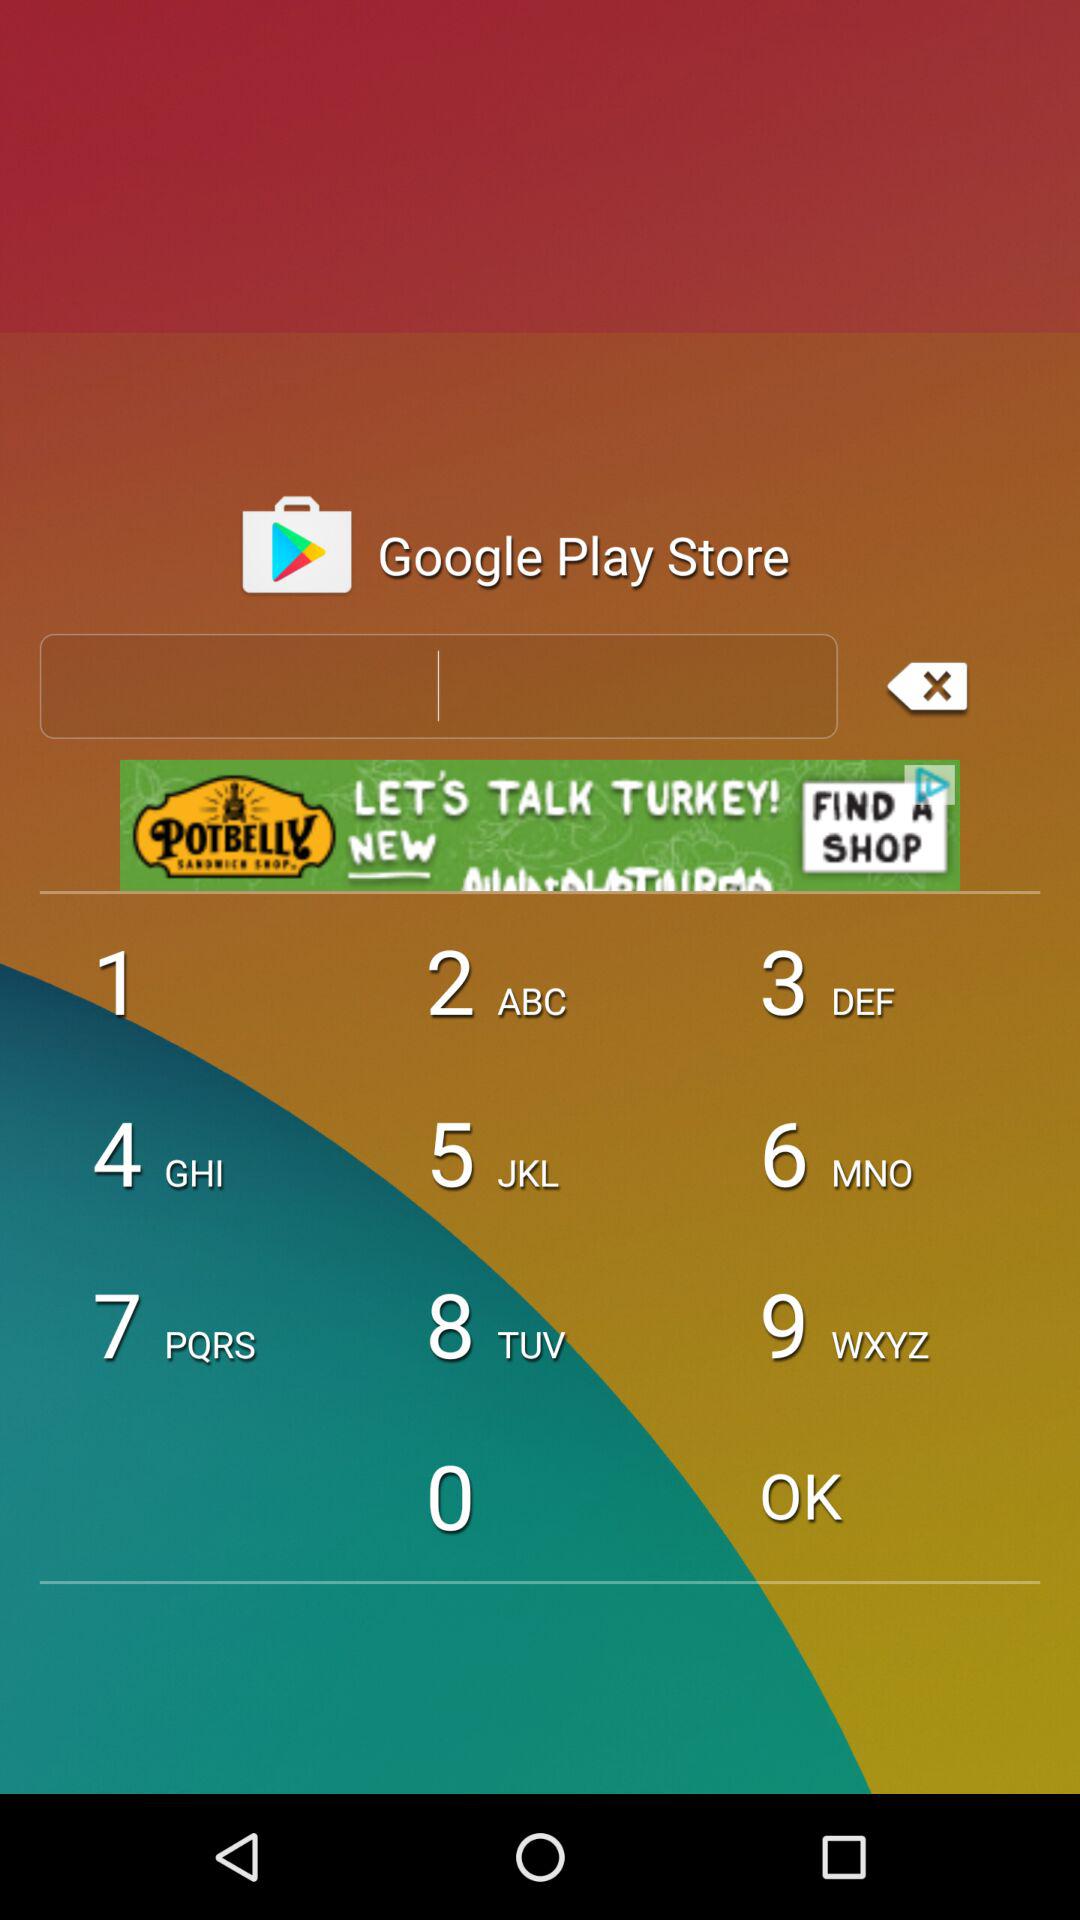 Google Play Store
POTBELLY
SANDWICH SHOP
LET'S TALK TURKEY!
NEW
FIND A
SHOP
1
2 ABC
3 DEF
4 GHI
5 JKL
6 MNO
7 PQRS
8 TUV
9 WXYZ
0
OK